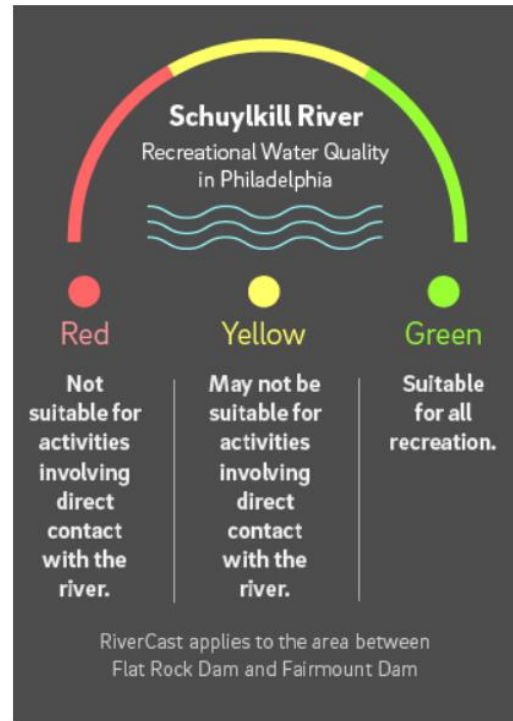 Schuylkill River
Recreational Water Quality
in Philadelphia
Red
Not
suitable for
activities
involving
direct
contact
with the
river.
Yellow
May not be
suitable for
activities
involving
direct
contact
with the
river.
Green
Suitable
for all
recreation.
RiverCast applies to the area between
Flat Rock Dam and Fairmount Dam